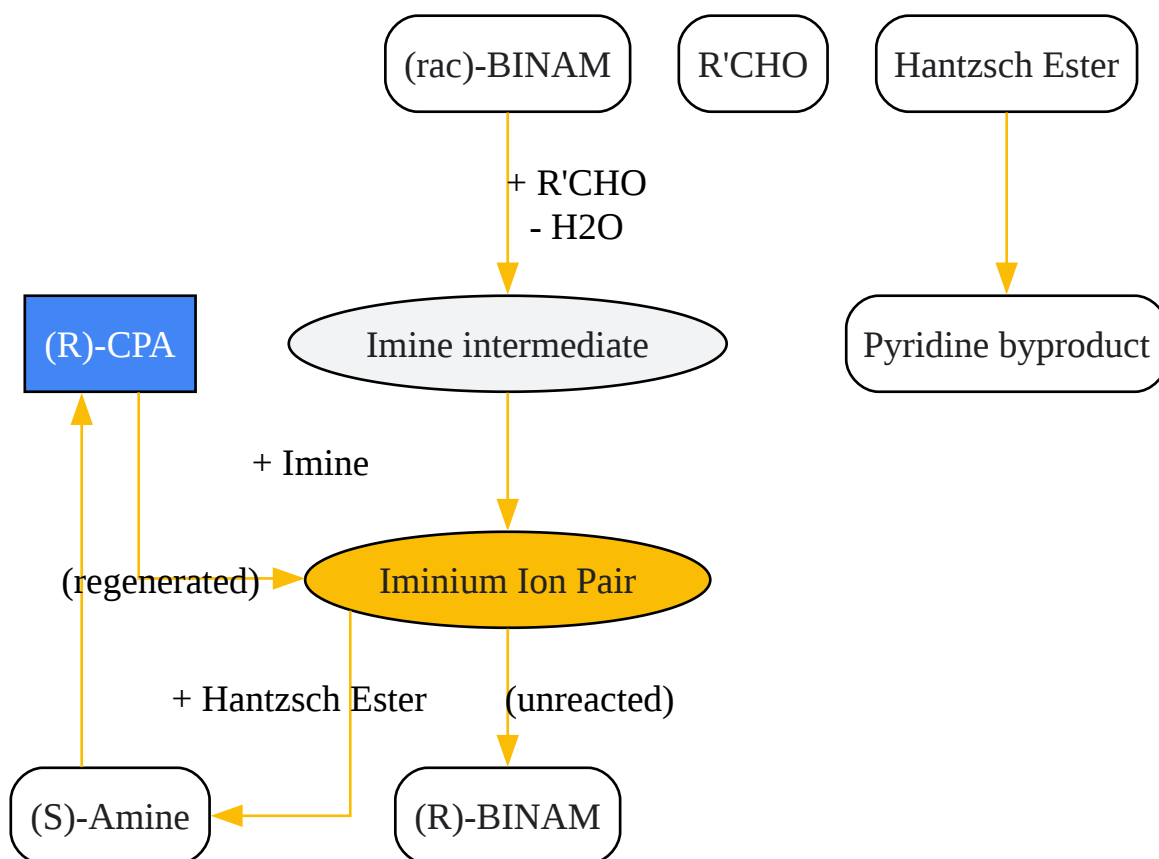 (rac)-BINAM
R'CHO
Hantzsch Ester
+ R'CHO
- H2O
(R)-CPA
Imine intermediate
Pyridine byproduct
+ Imine
(regenerated)
Iminium Ion Pair
+ Hantzsch Ester
(unreacted)
(S)-Amine
(R)-BINAM